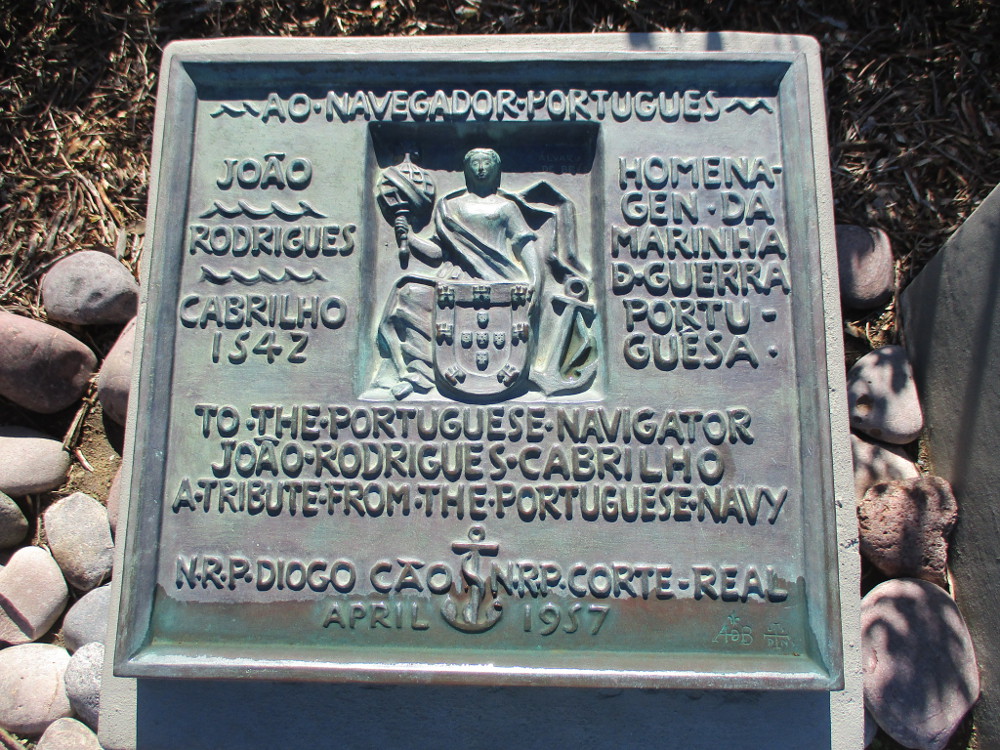 AO·NAVEGADOR·PORTUGUES
JOÃO
RODRIGUES
CABRILHO
1542
HOMENA-
GEN·DA
MARINHA
D·GUERRA
PORTU-
GUÊSA·
TO·THE·PORTUGUESE·NAVIGATOR
JOÃO·RODRIGUES·CABRILHO
A·TRIBUTE·FROM·THE·PORTUGUESE·NAVY
N·R·P·DIOGO CÃO N·R·P·CORTE-REAL
APRIL 1957